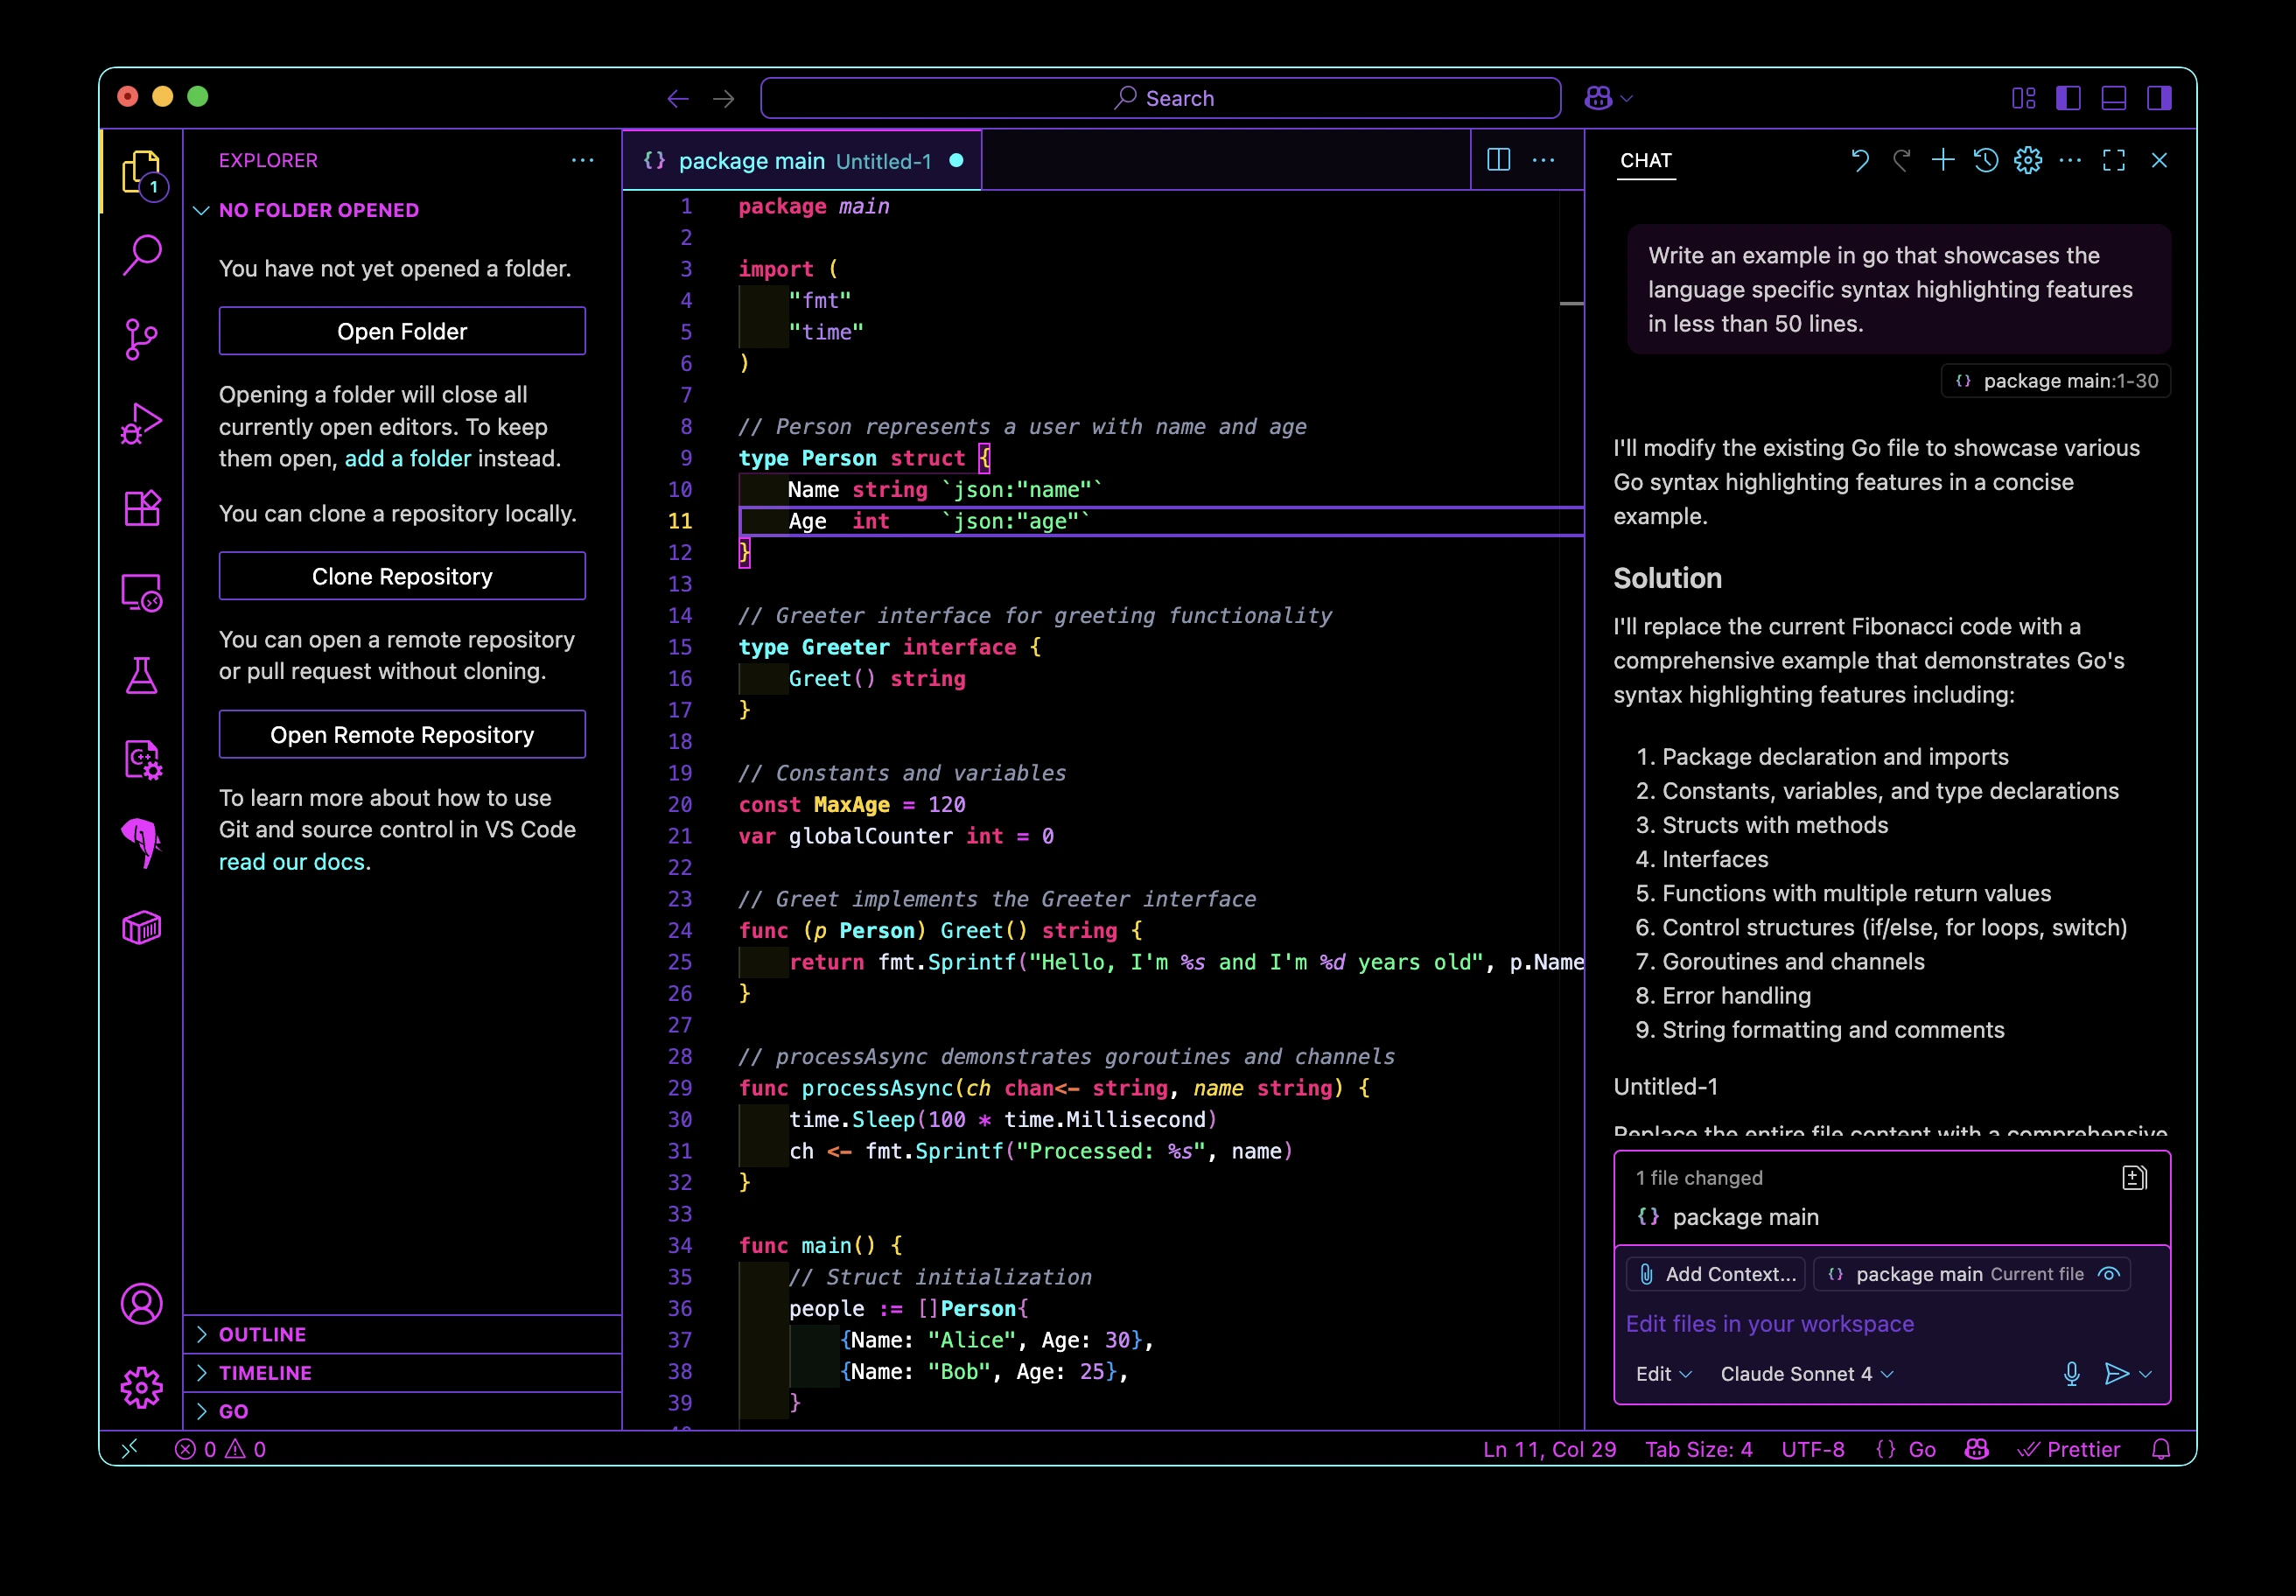 Search
EXPLORER
1
NO FOLDER OPENED
You have not yet opened a folder.
Open Folder
Opening a folder will close all
currently open editors. To keep
them open, add a folder instead.
You can clone a repository locally.
Clone Repository
You can open a remote repository
or pull request without cloning.
Open Remote Repository
To learn more about how to use
Git and source control in VS Code
read our docs.
OUTLINE
TIMELINE
GO
{} package main Untitled-1
1 package main
2
3 import (
4     "fmt"
5     "time"
6 )
7
8 // Person represents a user with name and age
9 type Person struct {
10     Name string `json:"name"`
11     Age  int    `json:"age"`
12 }
13
14 // Greeter interface for greeting functionality
15 type Greeter interface {
16     Greet() string
17 }
18
19 // Constants and variables
20 const MaxAge = 120
21 var globalCounter int = 0
22
23 // Greet implements the Greeter interface
24 func (p Person) Greet() string {
25     return fmt.Sprintf("Hello, I'm %s and I'm %d years old", p.Name
26 }
27
28 // processAsync demonstrates goroutines and channels
29 func processAsync(ch chan<- string, name string) {
30     time.Sleep(100 * time.Millisecond)
31     ch <- fmt.Sprintf("Processed: %s", name)
32 }
33
34 func main() {
35     // Struct initialization
36     people := []Person{
37         {Name: "Alice", Age: 30},
38         {Name: "Bob", Age: 25},
39     }
CHAT
Write an example in go that showcases the
language specific syntax highlighting features
in less than 50 lines.
{} package main:1-30
I'll modify the existing Go file to showcase various
Go syntax highlighting features in a concise
example.
Solution
I'll replace the current Fibonacci code with a
comprehensive example that demonstrates Go's
syntax highlighting features including:
1. Package declaration and imports
2. Constants, variables, and type declarations
3. Structs with methods
4. Interfaces
5. Functions with multiple return values
6. Control structures (if/else, for loops, switch)
7. Goroutines and channels
8. Error handling
9. String formatting and comments
Untitled-1
Replace the entire file content with a comprehensive
1 file changed
{} package main
Add Context... {} package main Current file
Edit files in your workspace
Edit Claude Sonnet 4
0 0
Ln 11, Col 29 Tab Size: 4 UTF-8 {} Go Prettier